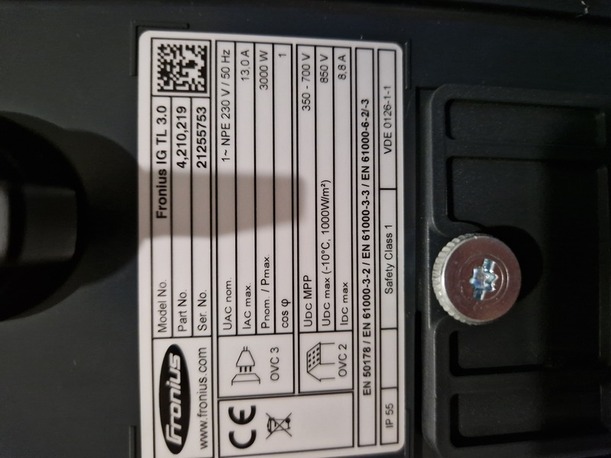 Fronius
www.fronius.com
Model No. Fronius IG TL 3.0
Part No. 4,210,219
Ser. No. 21255753
CE
OVC 3
UAC nom. 1~ NPE 230 V / 50 Hz
IAC max. 13,0 A
Pnom / Pmax 3000 W
cos φ 1
OVC 2
UDC MPP 350 - 700 V
UDC max (-10°C, 1000W/m²) 850 V
IDC max 8,8 A
EN 50178 / EN 61000-3-2 / EN 61000-3-3 / EN 61000-6-2/-3
IP 55 Safety Class 1 VDE 0126-1-1